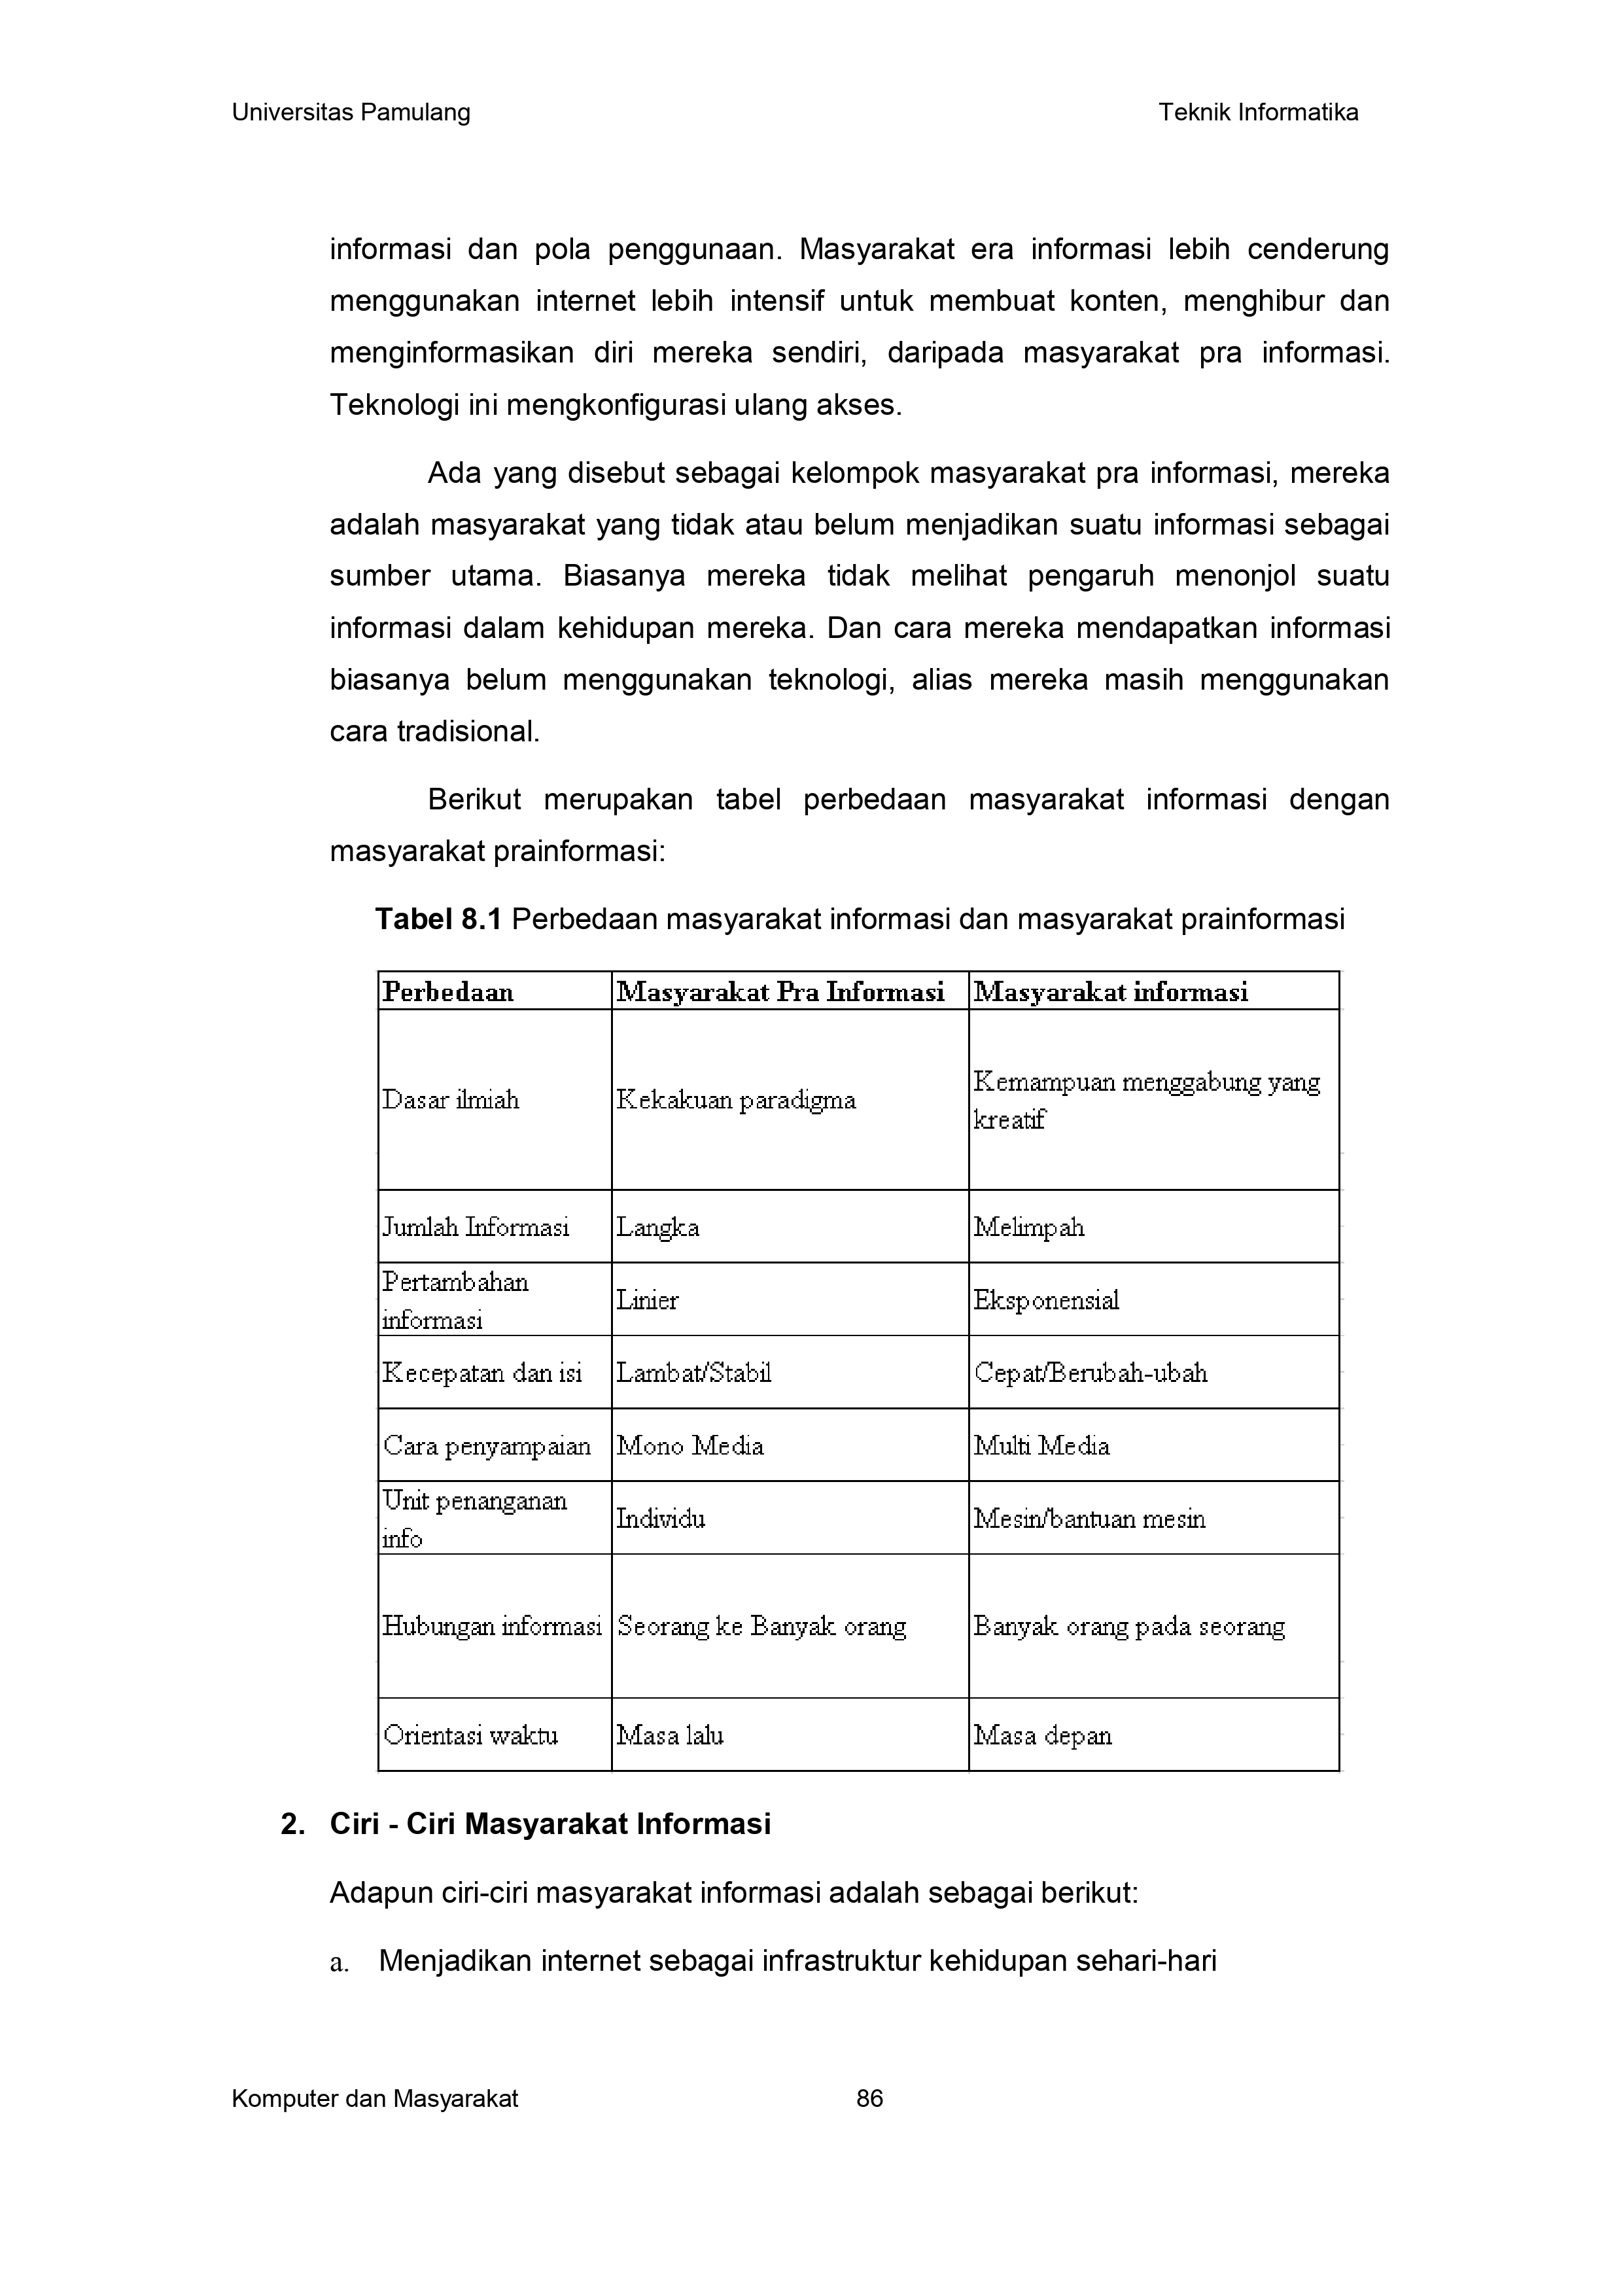 Universitas Pamulang Teknik Informatika
informasi dan pola penggunaan. Masyarakat era informasi lebih cenderung
menggunakan internet lebih intensif untuk membuat konten, menghibur dan
menginformasikan diri mereka sendiri, daripada masyarakat pra informasi.
Teknologi ini mengkonfigurasi ulang akses.
Ada yang disebut sebagai kelompok masyarakat pra informasi, mereka
adalah masyarakat yang tidak atau belum menjadikan suatu informasi sebagai
sumber utama. Biasanya mereka tidak melihat pengaruh menonjol suatu
informasi dalam kehidupan mereka. Dan cara mereka mendapatkan informasi
biasanya belum menggunakan teknologi, alias mereka masih menggunakan
cara tradisional.
Berikut merupakan tabel perbedaan masyarakat informasi dengan
masyarakat prainformasi:
Tabel 8.1 Perbedaan masyarakat informasi dan masyarakat prainformasi
Perbedaan Masyarakat Pra Informasi Masyarakat informasi
Dasar ilmiah Kekakuan paradigma Kemampuan menggabung yang
kreatif
Jumlah Informasi Langka Melimpah
Pertambahan
informasi Linier Eksponensial
Kecepatan dan isi Lambat/Stabil Cepat/Berubah-ubah
Cara penyampaian Mono Media Multi Media
Unit penanganan
info Individu Mesin/bantuan mesin
Hubungan informasi Seorang ke Banyak orang Banyak orang pada seorang
Orientasi waktu Masa lalu Masa depan
2. Ciri - Ciri Masyarakat Informasi
Adapun ciri-ciri masyarakat informasi adalah sebagai berikut:
a. Menjadikan internet sebagai infrastruktur kehidupan sehari-hari
Komputer dan Masyarakat 86